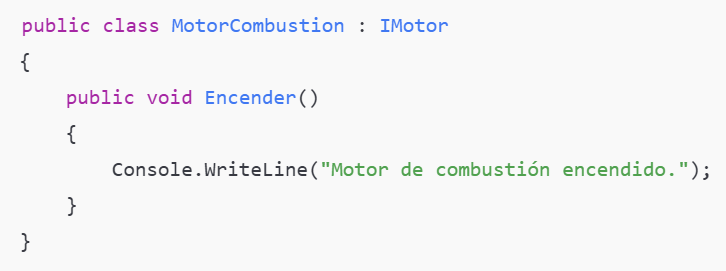 public class MotorCombustion : IMotor
{
    public void Encender()
    {
        Console.WriteLine("Motor de combustión encendido.");
    }
}